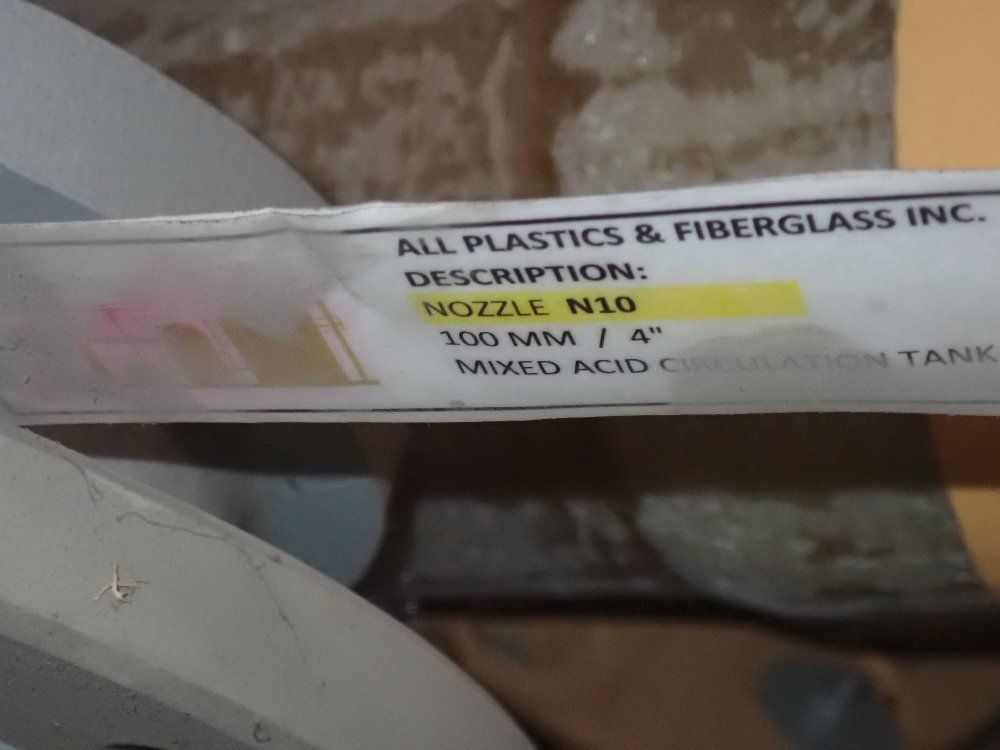 ALL PLASTICS & FIBERGLASS INC.
DESCRIPTION:
NOZZLE N10
100 MM / 4"
MIXED ACID CIRCULATION TANK